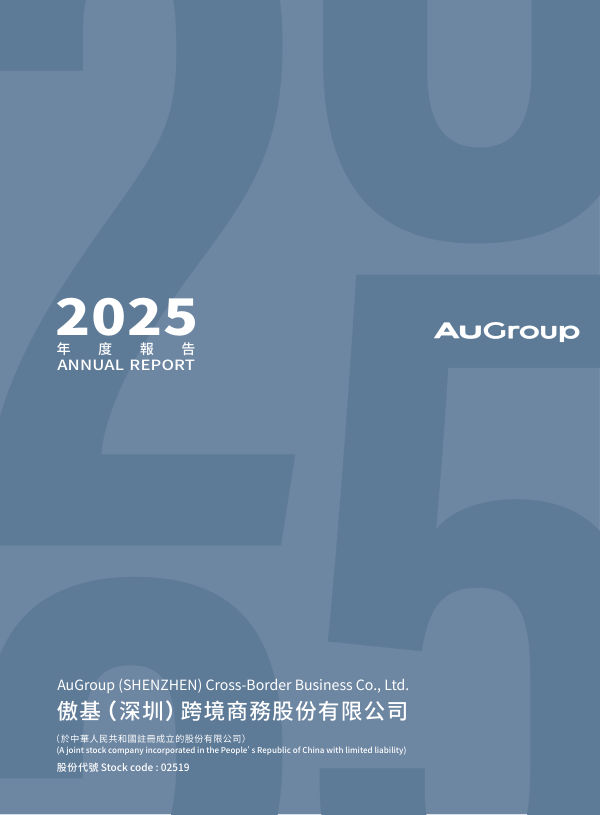 2025
年度報告
ANNUAL REPORT
AuGroup
AuGroup (SHENZHEN) Cross-Border Business Co., Ltd.
傲基（深圳）跨境商務股份有限公司
（於中華人民共和國註冊成立的股份有限公司）
(A joint stock company incorporated in the People's Republic of China with limited liability)
股份代號 Stock code : 02519